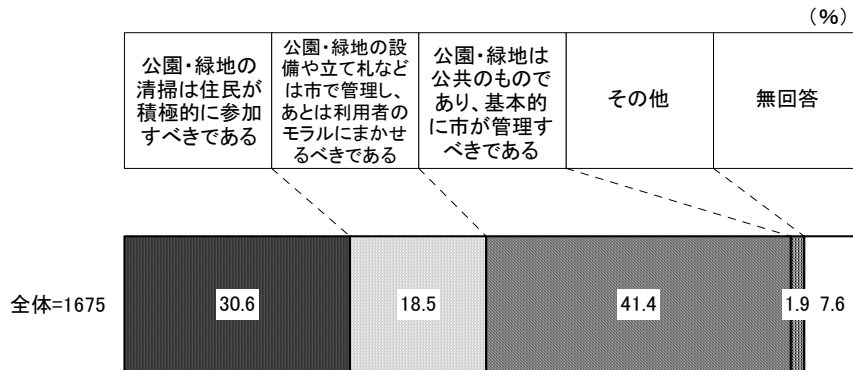 （%）
公園・緑地の
清掃は住民が
積極的に参加
すべきである
公園・緑地の設
備や立て札など
は市で管理し、
あとは利用者の
モラルにまかせ
るべきである
公園・緑地は
公共のもので
あり、基本的
に市が管理す
べきである
その他
無回答
全体=1675
30.6
18.5
41.4
1.9
7.6